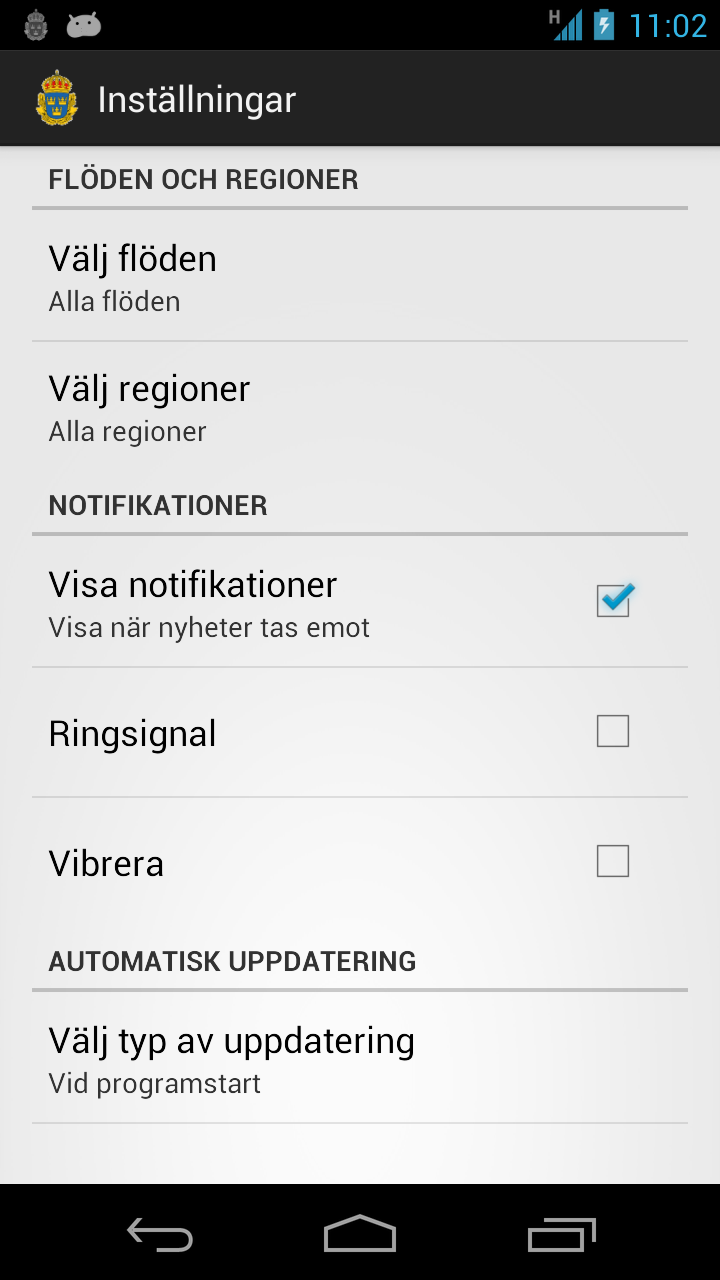 H 11:02
Inställningar
FLÖDEN OCH REGIONER
Välj flöden
Alla flöden
Välj regioner
Alla regioner
NOTIFIKATIONER
Visa notifikationer
Visa när nyheter tas emot
Ringsignal
Vibrera
AUTOMATISK UPPDATERING
Välj typ av uppdatering
Vid programstart